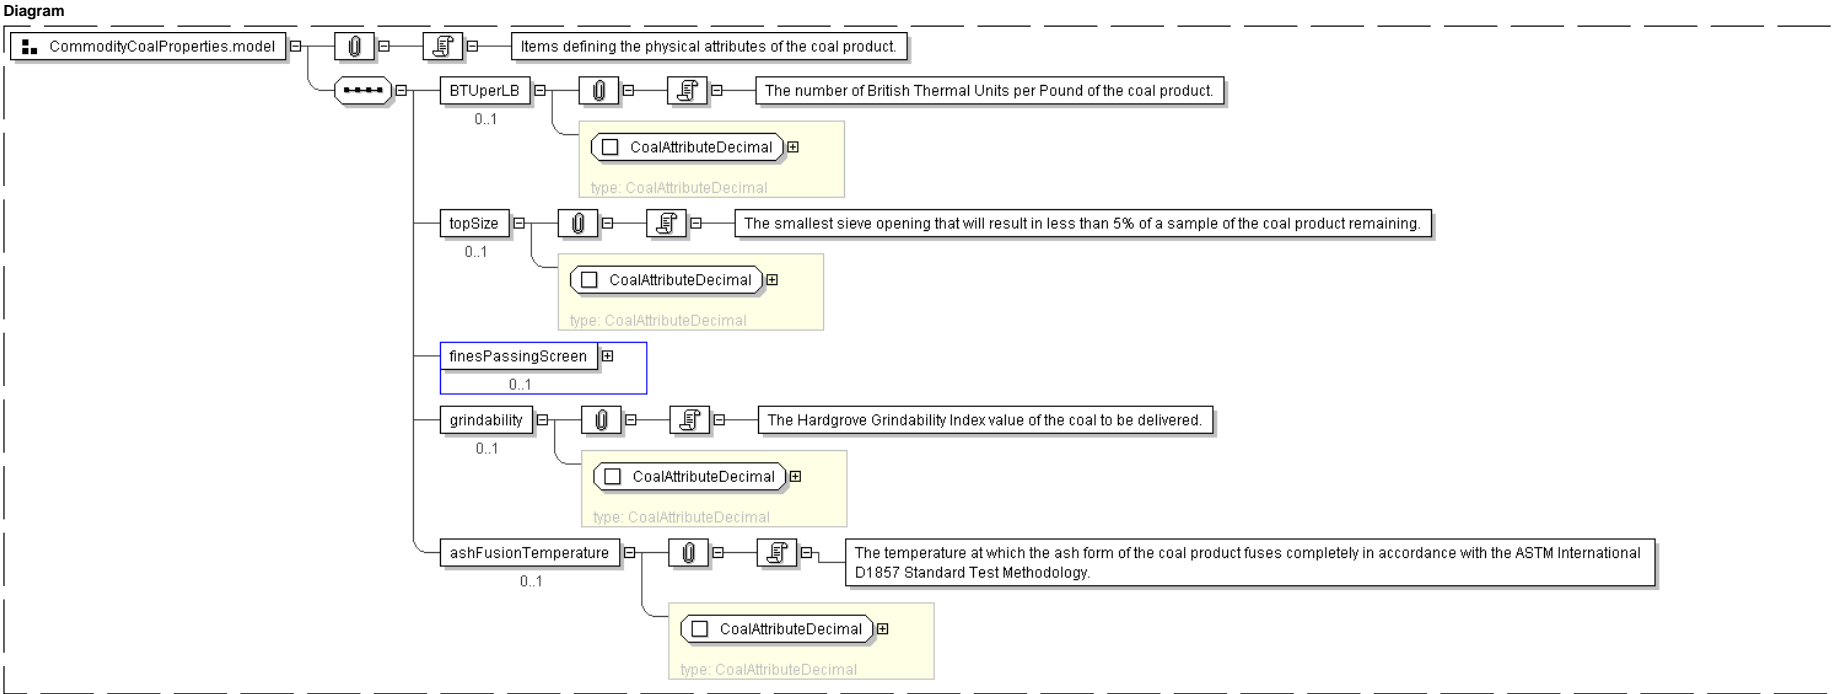 Diagram
CommodityCoalProperties.model
Items defining the physical attributes of the coal product.
BTUperLB
The number of British Thermal Units per Pound of the coal product.
0..1
CoalAttributeDecimal
type: CoalAttributeDecimal
topSize
The smallest sieve opening that will result in less than 5% of a sample of the coal product remaining.
0..1
CoalAttributeDecimal
type: CoalAttributeDecimal
finesPassingScreen
0..1
grindability
The Hardgrove Grindability Index value of the coal to be delivered.
0..1
CoalAttributeDecimal
type: CoalAttributeDecimal
ashFusionTemperature
The temperature at which the ash form of the coal product fuses completely in accordance with the ASTM International
D1857 Standard Test Methodology.
0..1
CoalAttributeDecimal
type: CoalAttributeDecimal